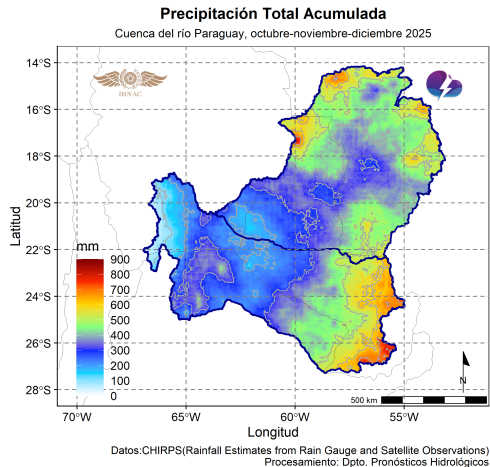 Precipitación Total Acumulada
Cuenca del río Paraguay, octubre-noviembre-diciembre 2025
DINAC
14°S
16°S
18°S
20°S
22°S
24°S
26°S
28°S
Latitud
mm
900
800
700
600
500
400
300
200
100
0
N
500 km
70°W
65°W
60°W
55°W
Longitud
Datos:CHIRPS(Rainfall Estimates from Rain Gauge and Satellite Observations)
Procesamiento: Dpto. Pronósticos Hidrológicos